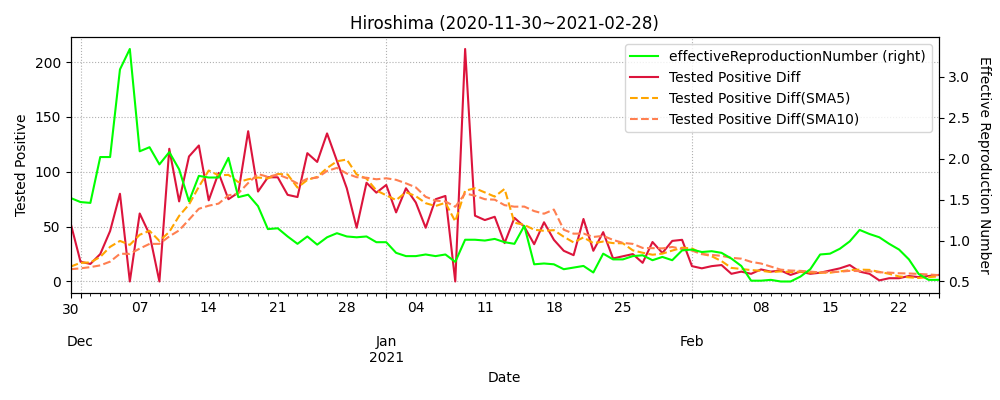 Hiroshima (2020-11-30~2021-02-28)
effectiveReproductionNumber (right)
Tested Positive Diff
Tested Positive Diff(SMA5)
Tested Positive Diff(SMA10)
Tested Positive
200
150
100
50
0
Effective Reproduction Number
3.0
2.5
2.0
1.5
1.0
0.5
30 07 14 21 28 04 11 18 25 08 15 22
Dec Jan Feb
2021
Date